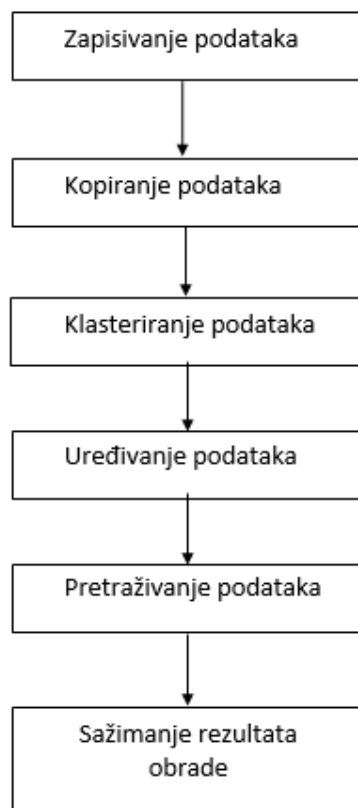 Zapisivanje podataka
Kopiranje podataka
Klasteriranje podataka
Uređivanje podataka
Pretraživanje podataka
Sažimanje rezultata
obrade